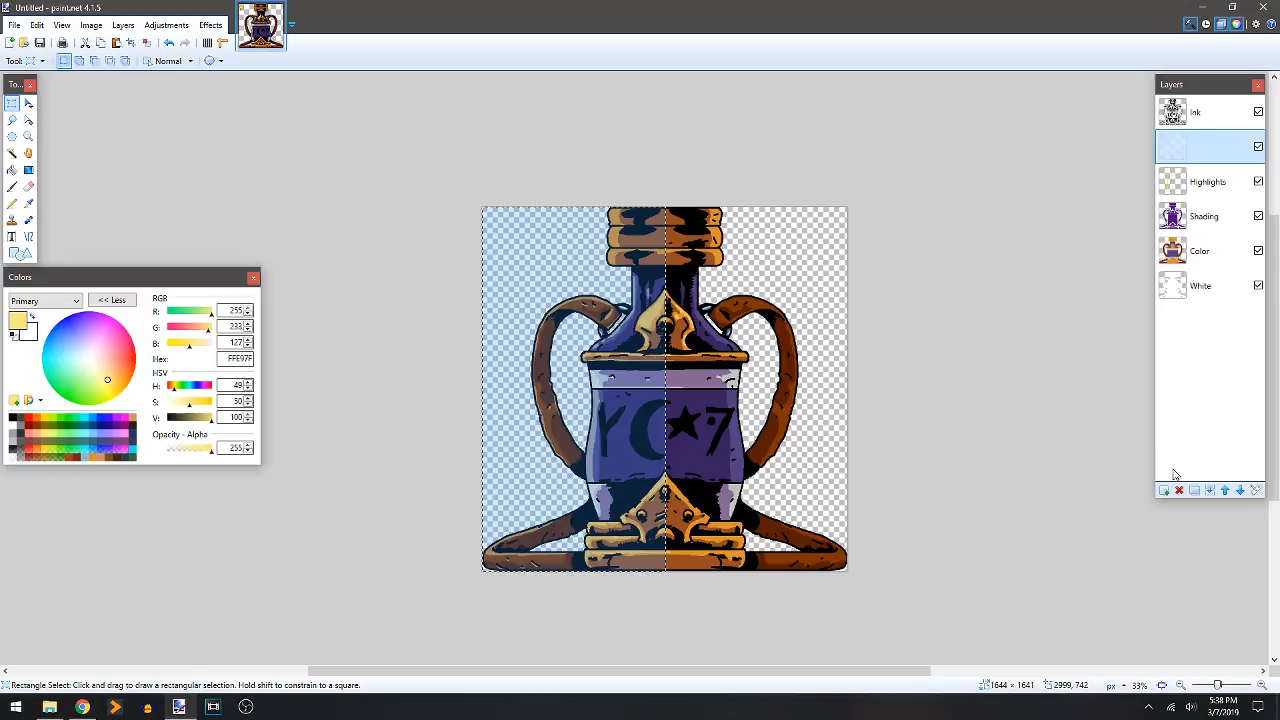 Untitled - paint.net 4.1.5
File Edit View Image Layers Adjustments Effects
Tool: Normal
To...
Layers
Ink
Highlights
Shading
Color
White
Colors
Primary
<< Less
RGB
R: 255
G: 233
B: 127
Hex: FFE97F
HSV
H: 49
S: 50
V: 100
Opacity - Alpha
255
7
Rectangle Select: Click and drag to draw a rectangular selection. Hold shift to constrain to a square.
1644 × 1641
2999, 742
px
33%
5:38 PM
3/7/2019